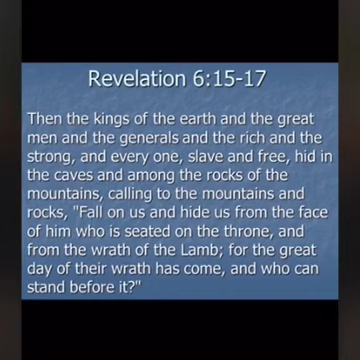 Revelation 6:15-17
Then the kings of the earth and the great
men and the generals and the rich and the
strong, and every one, slave and free, hid in
the caves and among the rocks of the
mountains, calling to the mountains and
rocks, "Fall on us and hide us from the face
of him who is seated on the throne, and
from the wrath of the Lamb; for the great
day of their wrath has come, and who can
stand before it?"